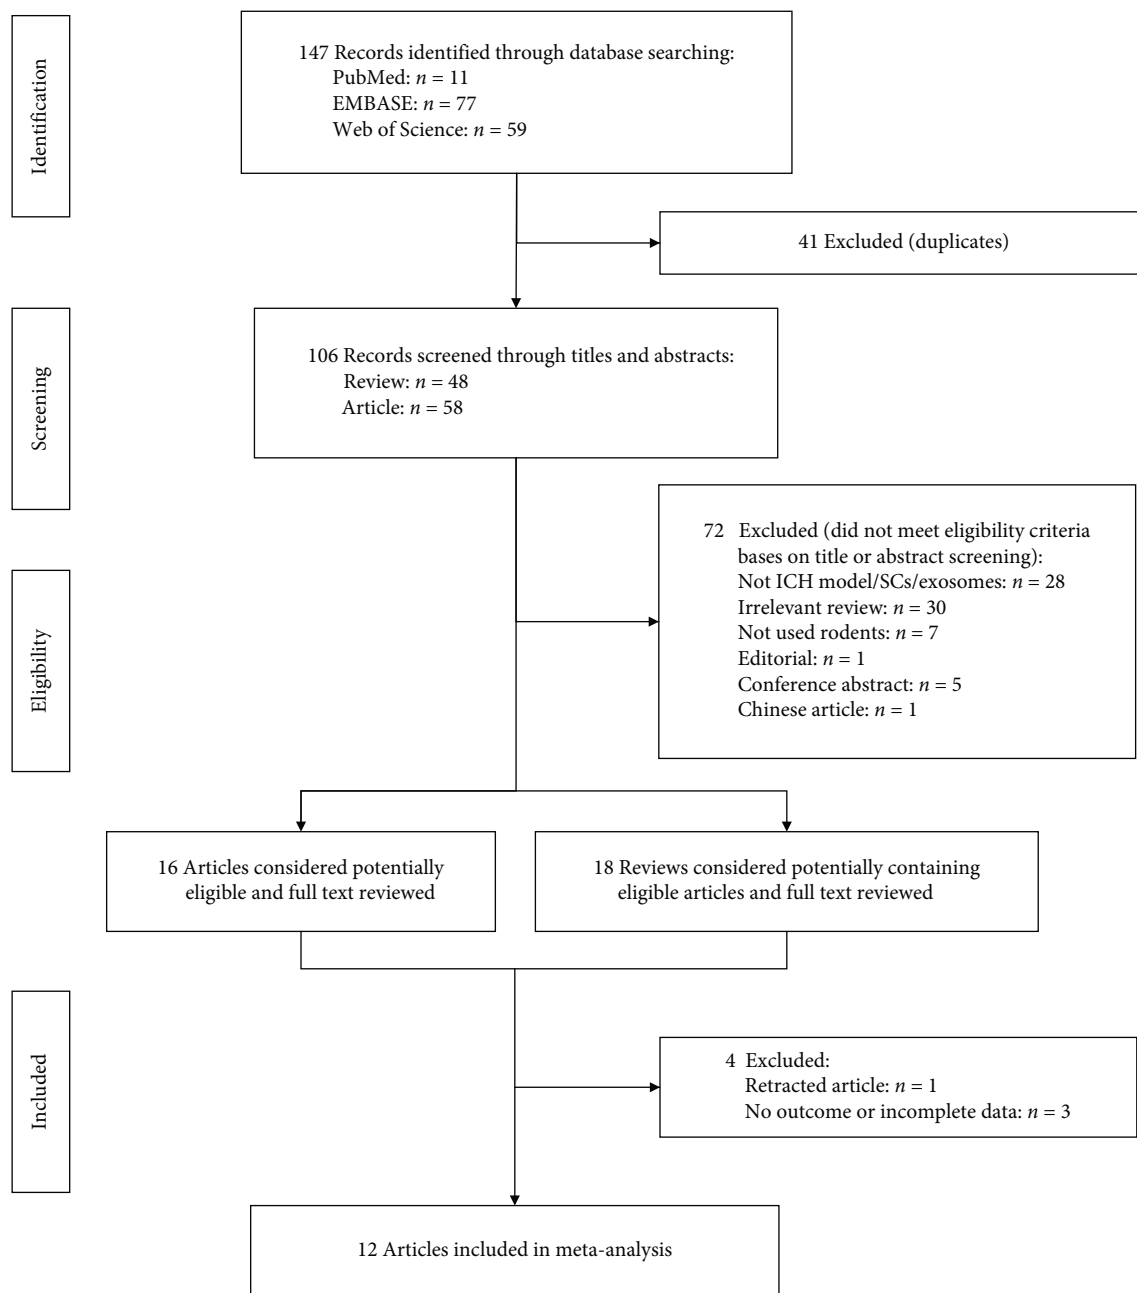 Identification
147 Records identified through database searching:
PubMed: n = 11
EMBASE: n = 77
Web of Science: n = 59
41 Excluded (duplicates)
Screening
106 Records screened through titles and abstracts:
Review: n = 48
Article: n = 58
Eligibility
72 Excluded (did not meet eligibility criteria
bases on title or abstract screening):
Not ICH model/SCs/exosomes: n = 28
Irrelevant review: n = 30
Not used rodents: n = 7
Editorial: n = 1
Conference abstract: n = 5
Chinese article: n = 1
16 Articles considered potentially
eligible and full text reviewed
18 Reviews considered potentially containing
eligible articles and full text reviewed
Included
4 Excluded:
Retracted article: n = 1
No outcome or incomplete data: n = 3
12 Articles included in meta-analysis